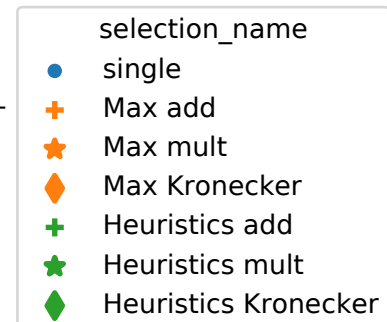 selection_name
single
Max add
Max mult
Max Kronecker
Heuristics add
Heuristics mult
Heuristics Kronecker